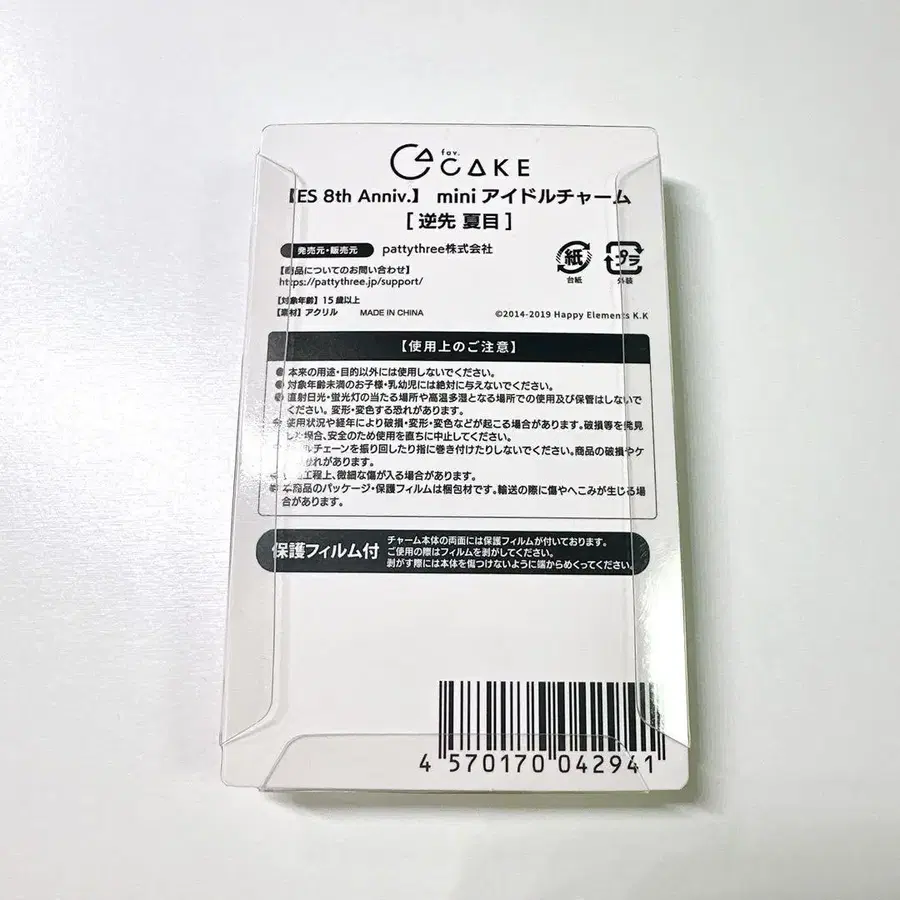 fav.
CAKE
【ES 8th Anniv.】 mini アイドルチャーム
[ 逆先 夏目 ]
発売元・販売元 pattythree株式会社
【商品についてのお問い合わせ】
https://pattythree.jp/support/
【対象年齢】15歳以上
【素材】アクリル MADE IN CHINA
紙
台紙
プラ
外装
©2014-2019 Happy Elements K.K
【使用上のご注意】
●本来の用途・目的以外には使用しないでください。
●対象年齢未満のお子様・乳幼児には絶対に与えないでください。
●直射日光・蛍光灯の当たる場所や高温多湿となる場所での使用及び保管はしないで
ください。変形・変色する恐れがあります。
●使用状況や経年により破損・変形・変色などが起こる場合があります。破損等を発見
した場合、安全のため使用を直ちに中止してください。
ルチェーンを振り回したり指に巻き付けたりしないでください。商品の破損やケ
れがあります。
工程上、微細な傷が入る場合があります。
●本商品のパッケージ・保護フィルムは梱包材です。輸送の際に傷やへこみが生じる場
合があります。
保護フィルム付
チャーム本体の両面には保護フィルムが付いております。
ご使用の際はフィルムを剥がしてください。
剥がす際には本体を傷つけないように端からめくってください。
4 570170 042941